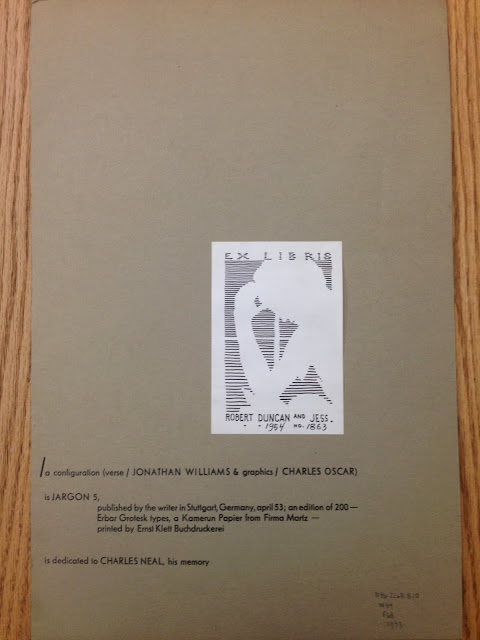 EX LIBRIS
ROBERT DUNCAN AND JESS.
- - 1954 NO. 1863
/a configuration (verse / JONATHAN WILLIAMS & graphics / CHARLES OSCAR)
is JARGON 5,
published by the writer in Stuttgart, Germany, april 53; an edition of 200 —
Erbar Grotesk types, a Kamerun Papier from Firma Martz —
printed by Ernst Klett Buchdruckerei
is dedicated to CHARLES NEAL, his memory
1953